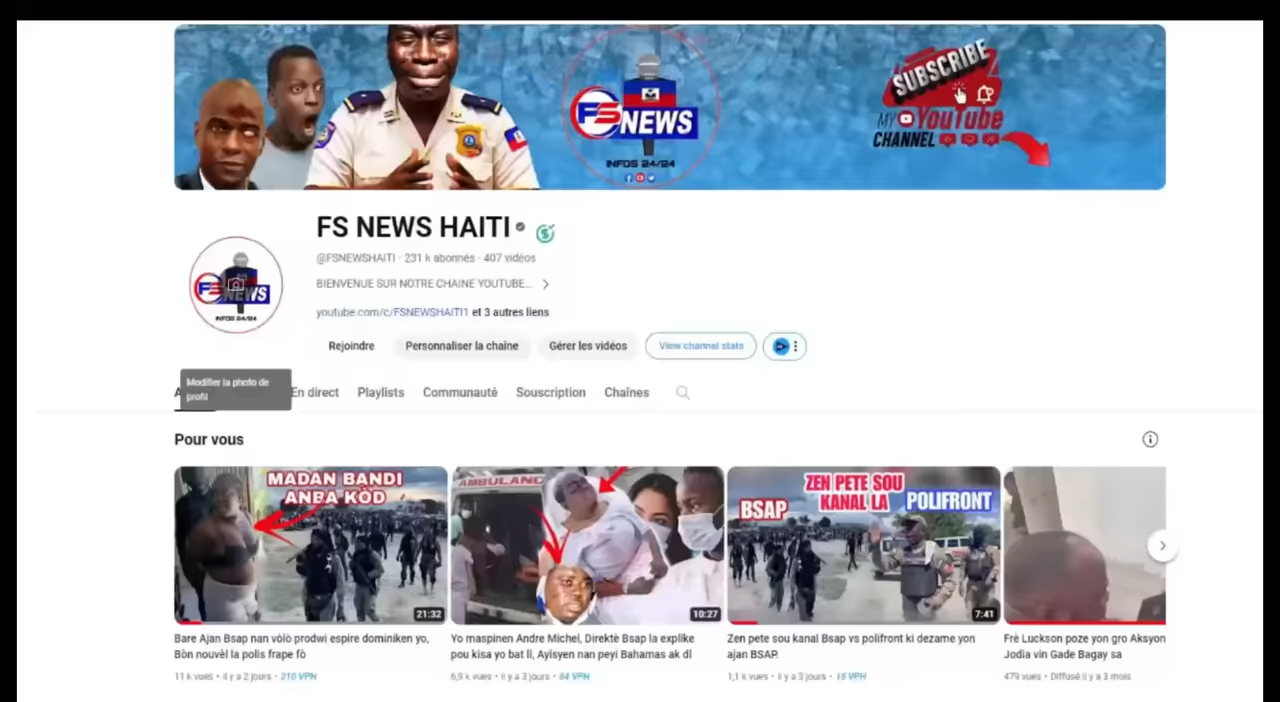 SUBSCRIBE
MY YouTube
CHANNEL
FS NEWS
INFOS 24/24
FS NEWS HAITI
@FSNEWSHAITI · 231 k abonnés · 407 vidéos
BIENVENUE SUR NOTRE CHAINE YOUTUBE...
youtube.com/c/FSNEWSHAITI1 et 3 autres liens
FS NEWS
INFOS 24/24
Rejoindre
Personnaliser la chaîne
Gérer les vidéos
View channel stats
Modifier la photo de
profil
En direct
Playlists
Communauté
Souscription
Chaînes
Pour vous
MADAN BANDI
ANBA KÒD
21:32
AMBULANC
10:27
ZEN PETE SOU
KANAL LA
BSAP
POLIFRONT
7:41
Bare Ajan Bsap nan vòlò prodwi espire dominiken yo,
Bòn nouvèl la polis frape fò
11 k vues • il y a 2 jours • 210 VPH
Yo maspinen Andre Michel, Direktè Bsap la explike
pou kisa yo bat li, Ayisyen nan peyi Bahamas ak dl
6,9 k vues • il y a 3 jours • 84 VPH
Zen pete sou kanal Bsap vs polifront ki dezame yon
ajan BSAP.
1,1 k vues • il y a 3 jours • 15 VPH
Frè Luckson poze yon gro Aksyon
Jodia vin Gade Bagay sa
479 vues • Diffusé il y a 3 mois